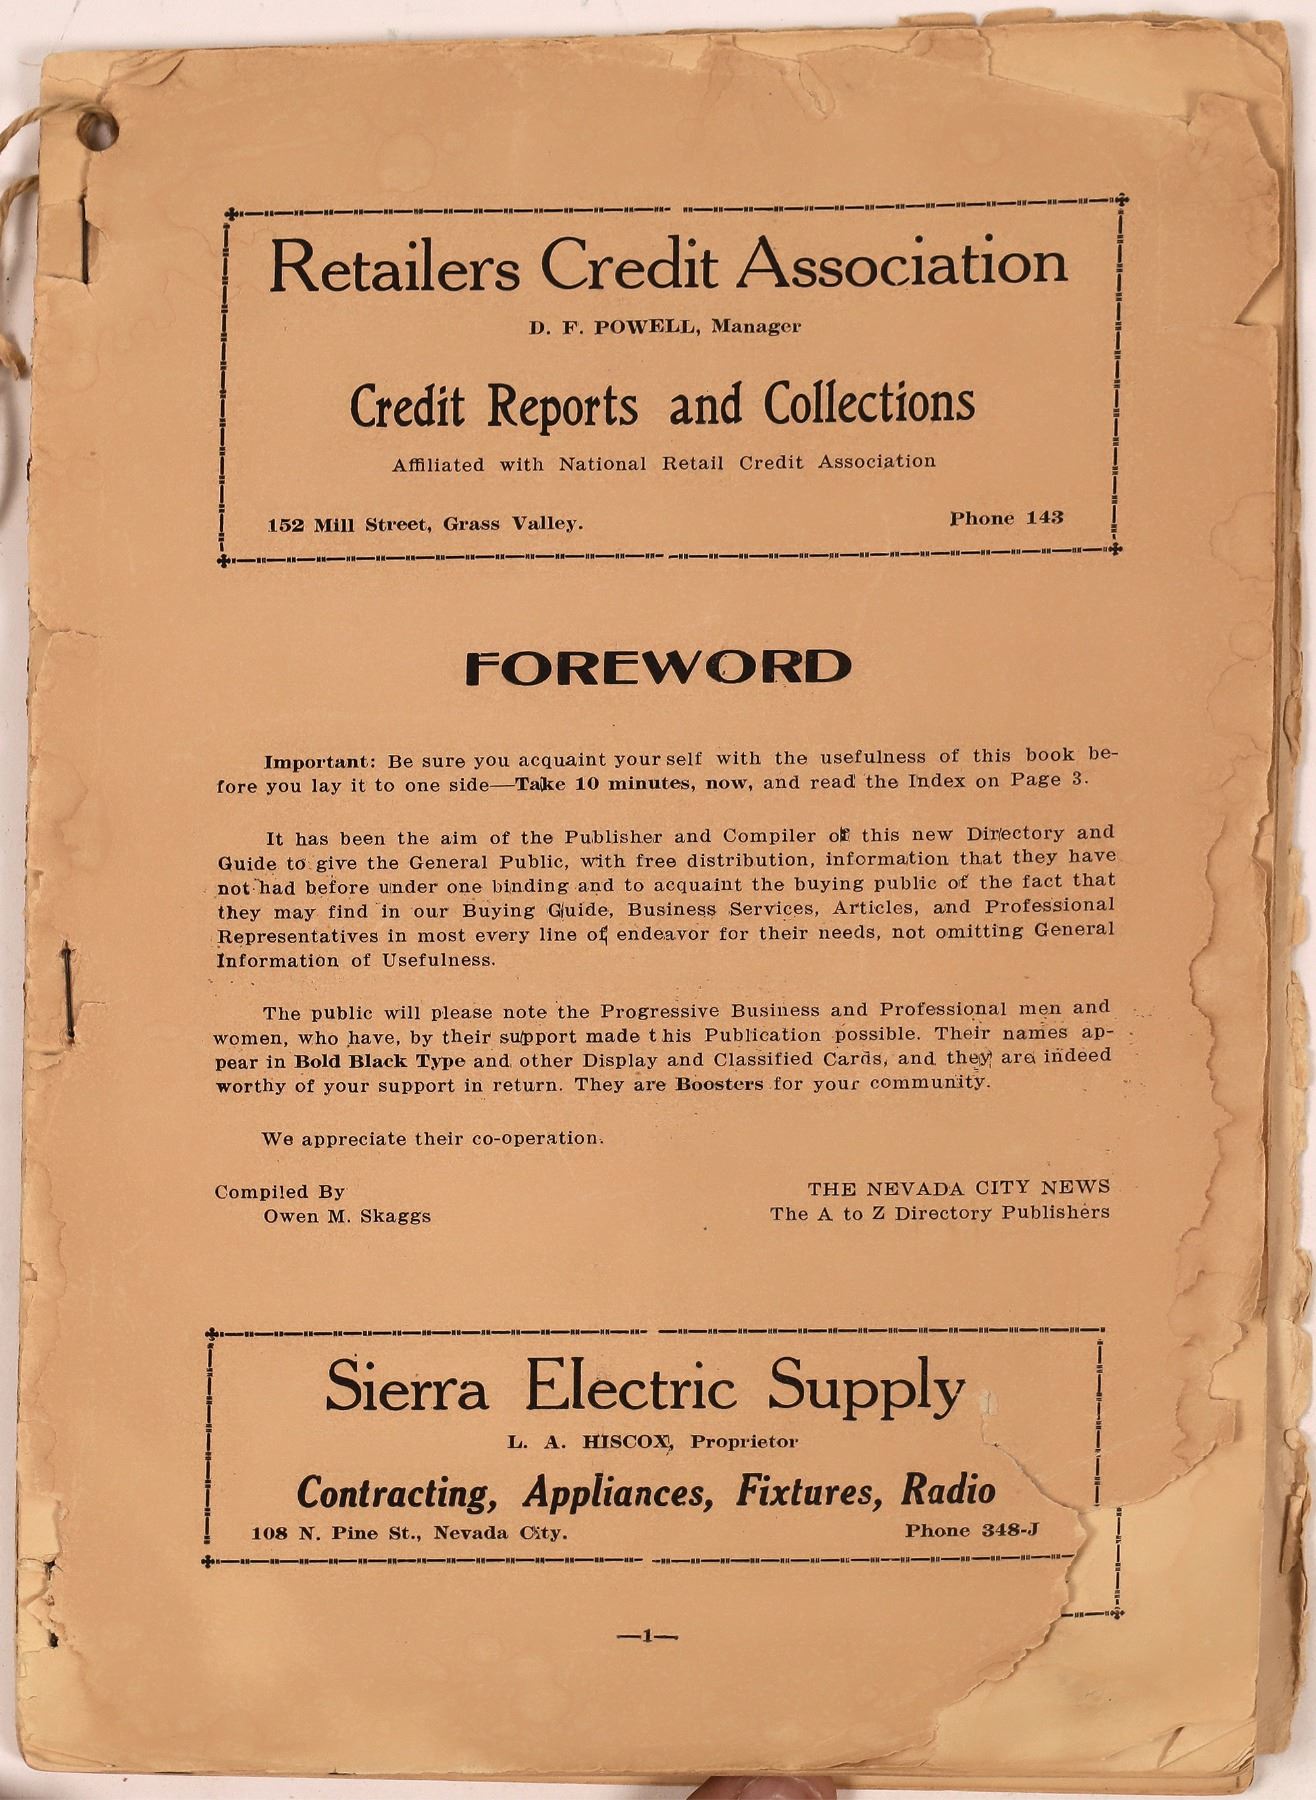 Retailers Credit Association
D. F. POWELL, Manager
Credit Reports and Collections
Affiliated with National Retail Credit Association
152 Mill Street, Grass Valley. Phone 143
FOREWORD
Important: Be sure you acquaint your self with the usefulness of this book be-
fore you lay it to one side—Take 10 minutes, now, and read the Index on Page 3.
It has been the aim of the Publisher and Compiler of this new Directory and
Guide to give the General Public, with free distribution, information that they have
not had before under one binding and to acquaint the buying public of the fact that
they may find in our Buying Guide, Business Services, Articles, and Professional
Representatives in most every line of endeavor for their needs, not omitting General
Information of Usefulness.
The public will please note the Progressive Business and Professional men and
women, who have, by their support made this Publication possible. Their names ap-
pear in Bold Black Type and other Display and Classified Cards, and they are indeed
worthy of your support in return. They are Boosters for your community.
We appreciate their co-operation.
Compiled By THE NEVADA CITY NEWS
Owen M. Skaggs The A to Z Directory Publishers
Sierra Electric Supply
L. A. HISCOX, Proprietor
Contracting, Appliances, Fixtures, Radio
108 N. Pine St., Nevada City. Phone 348-J
—1—